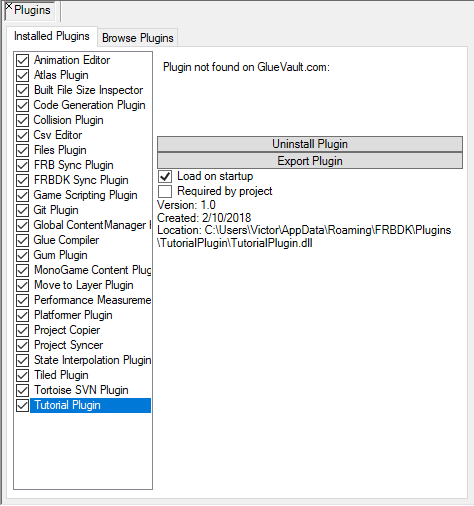 Plugins
Installed Plugins
Browse Plugins
Animation Editor
Atlas Plugin
Built File Size Inspector
Code Generation Plugin
Collision Plugin
Csv Editor
Files Plugin
FRB Sync Plugin
FRBDK Sync Plugin
Game Scripting Plugin
Git Plugin
Global ContentManager
Glue Compiler
Gum Plugin
MonoGame Content Plug
Move to Layer Plugin
Performance Measureme
Platformer Plugin
Project Copier
Project Syncer
State Interpolation Plugin
Tiled Plugin
Tortoise SVN Plugin
Tutorial Plugin
Plugin not found on GlueVault.com:
Uninstall Plugin
Export Plugin
Load on startup
Required by project
Version: 1.0
Created: 2/10/2018
Location: C:\Users\Victor\AppData\Roaming\FRBDK\Plugins
\TutorialPlugin\TutorialPlugin.dll